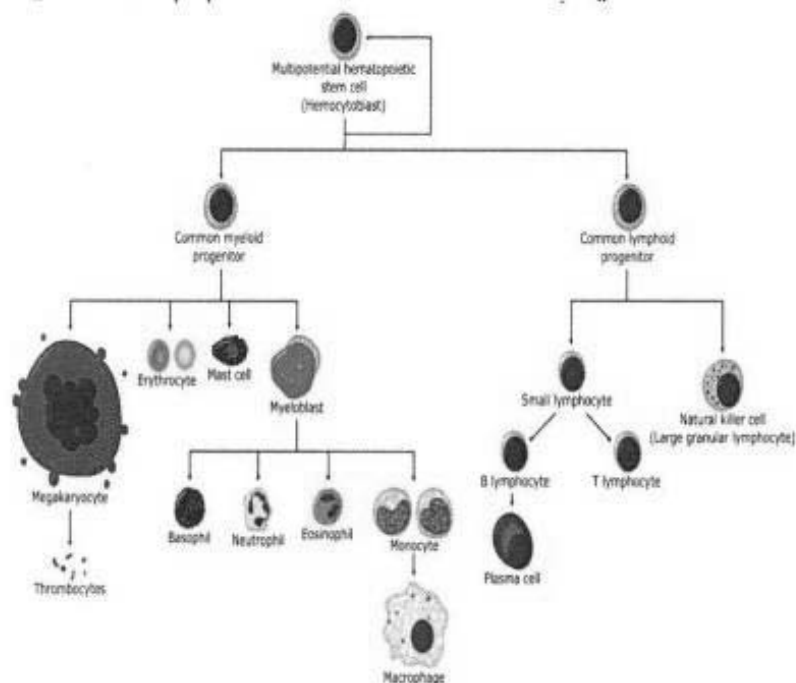 Multipotential hematopoietic
stem cell
(Hemocytoblast)
Common myeloid
progenitor
Common lymphoid
progenitor
Erythrocyte
Mast cell
Myeloblast
Small lymphocyte
Natural killer cell
(Large granular lymphocyte)
B lymphocyte
T lymphocyte
Megakaryocyte
Basophil
Neutrophil
Eosinophil
Monocyte
Plasma cell
Thrombocytes
Macrophage